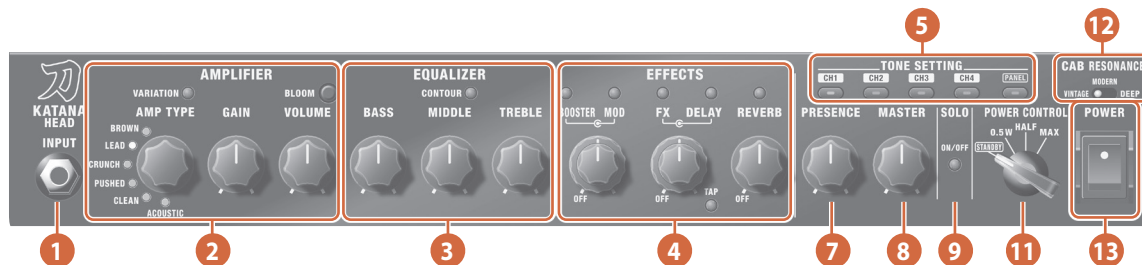 5
12
刀
KATANA
HEAD
INPUT
1
AMPLIFIER
VARIATION
BLOOM
AMP TYPE
GAIN
VOLUME
BROWN
LEAD
CRUNCH
PUSHED
CLEAN
ACOUSTIC
2
EQUALIZER
CONTOUR
BASS
MIDDLE
TREBLE
3
EFFECTS
BOOSTER
MOD
FX
DELAY
REVERB
OFF
OFF
TAP
OFF
4
TONE SETTING
CH1
CH2
CH3
CH4
PANEL
PRESENCE
7
MASTER
8
SOLO
ON/OFF
9
POWER CONTROL
STANDBY
0.5W
HALF
MAX
11
CAB RESONANCE
MODERN
VINTAGE
DEEP
POWER
13